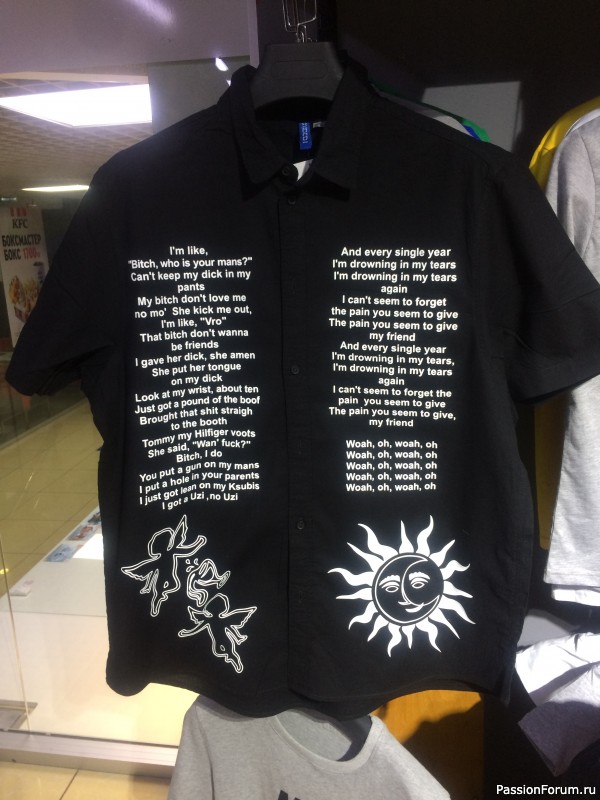 KFC
БОКСМАСТЕР
БОКС
I'm like,
"Bitch, who is your mans?"
Can't keep my dick in my
pants
My bitch don't love me
no mo' She kick me out,
I'm like, "Vro"
That bitch don't wanna
be friends
I gave her dick, she amen
She put her tongue
on my dick
Look at my wrist, about ten
Just got a pound of the boof
Brought that shit straigh
to the booth
Tommy my Hilfiger voots
She said, "Wan' fuck?"
Bitch, I do
You put a gun on my mans
I put a hole in your parents
I just got lean on my Ksubis
I got a Uzi ,no Uzi
And every single year
I'm drowning in my tears
I'm drowning in my tears
again
I can't seem to forget
the pain you seem to give
The pain you seem to give
my friend
And every single year
I'm drowning in my tears,
I'm drowning in my tears
again
I can't seem to forget the
pain you seem to give
The pain you seem to give,
my friend
Woah, oh, woah, oh
Woah, oh, woah, oh
Woah, oh, woah, oh
Woah, oh, woah, oh
Woah, oh, woah, oh
PassionForum.ru